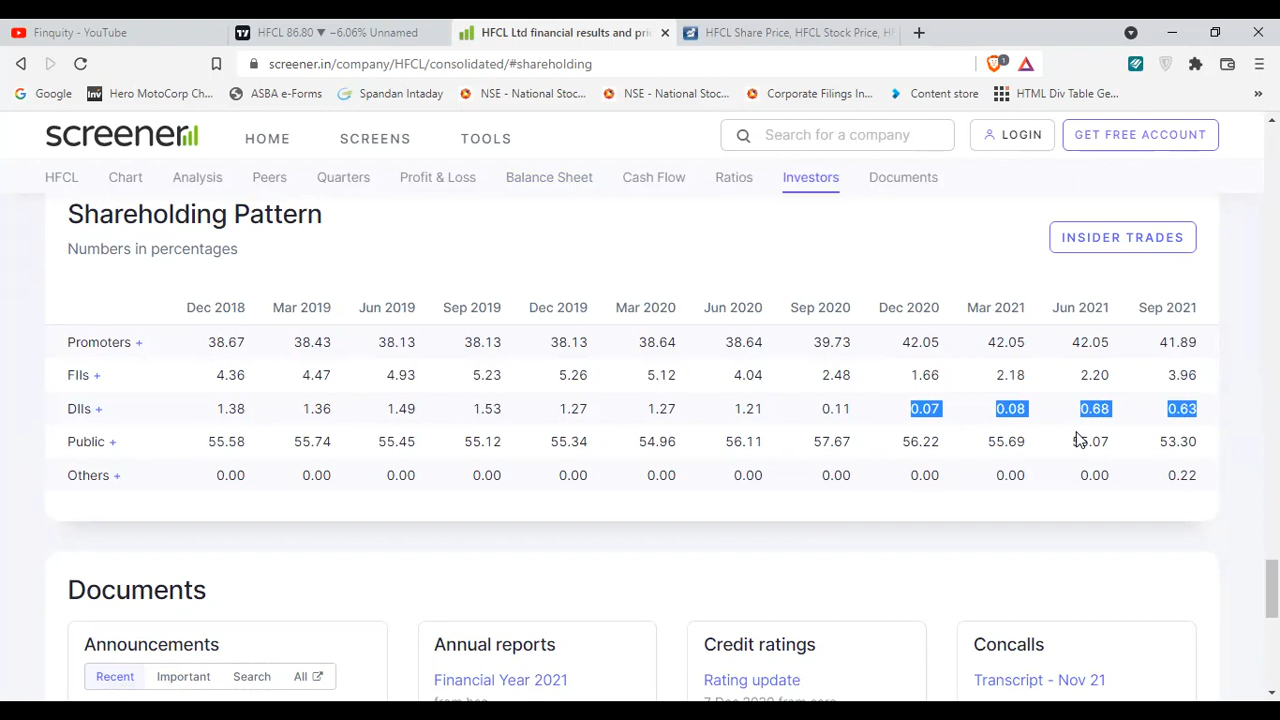 Finquity - YouTube
HFCL 86.80 ▼ −6.06% Unnamed
HFCL Ltd financial results and pri
HFCL Share Price, HFCL Stock Price, HF
screener.in/company/HFCL/consolidated/#shareholding
1
Google
Hero MotoCorp Ch...
ASBA e-Forms
Spandan Intaday
NSE - National Stoc...
NSE - National Stoc...
Corporate Filings In...
Content store
HTML Div Table Ge...
»
screener
HOME
SCREENS
TOOLS
Search for a company
LOGIN
GET FREE ACCOUNT
HFCL
Chart
Analysis
Peers
Quarters
Profit & Loss
Balance Sheet
Cash Flow
Ratios
Investors
Documents
Shareholding Pattern
Numbers in percentages
INSIDER TRADES
Dec 2018 Mar 2019 Jun 2019 Sep 2019 Dec 2019 Mar 2020 Jun 2020 Sep 2020 Dec 2020 Mar 2021 Jun 2021 Sep 2021
Promoters + 38.67 38.43 38.13 38.13 38.13 38.64 38.64 39.73 42.05 42.05 42.05 41.89
FIIs + 4.36 4.47 4.93 5.23 5.26 5.12 4.04 2.48 1.66 2.18 2.20 3.96
DIIs + 1.38 1.36 1.49 1.53 1.27 1.27 1.21 0.11 0.07 0.08 0.68 0.63
Public + 55.58 55.74 55.45 55.12 55.34 54.96 56.11 57.67 56.22 55.69 53.30
Others + 0.00 0.00 0.00 0.00 0.00 0.00 0.00 0.00 0.00 0.00 0.00 0.22
Documents
Announcements
Recent
Important
Search
All
Annual reports
Financial Year 2021
from bse
Credit ratings
Rating update
7 Dec 2020 from care
Concalls
Transcript - Nov 21